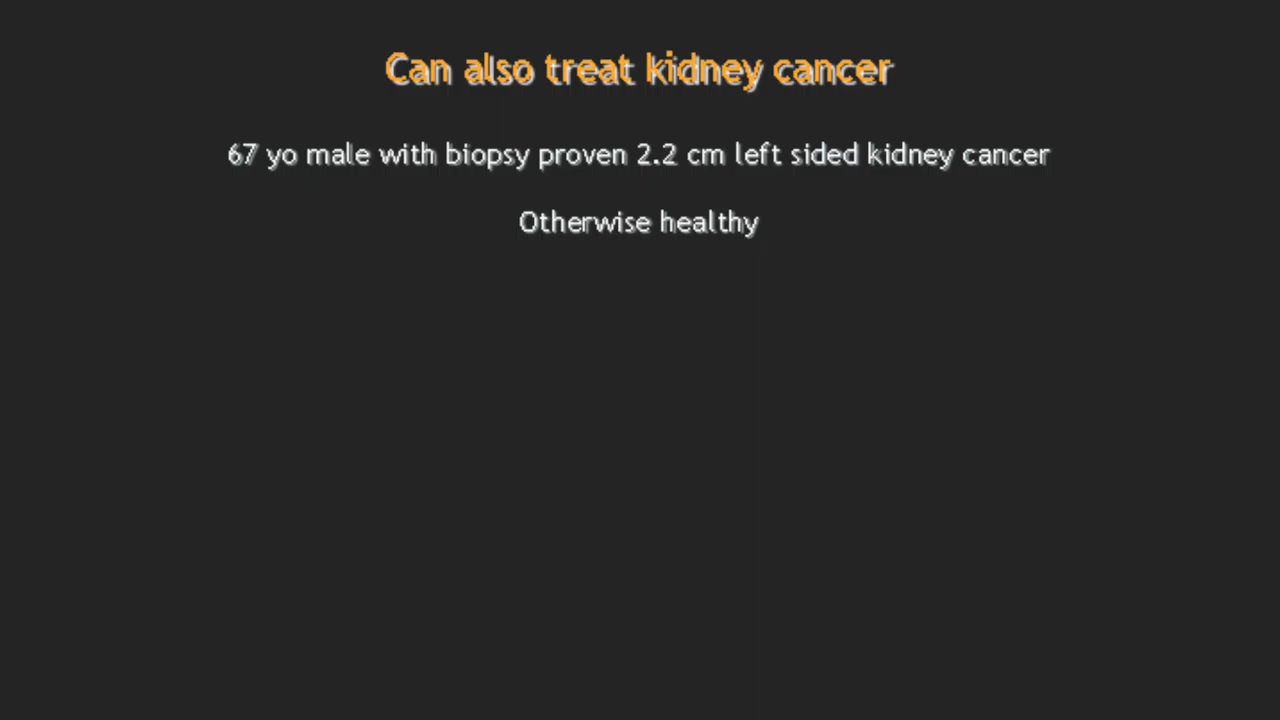 Can also treat kidney cancer
67 yo male with biopsy proven 2.2 cm left sided kidney cancer
Otherwise healthy